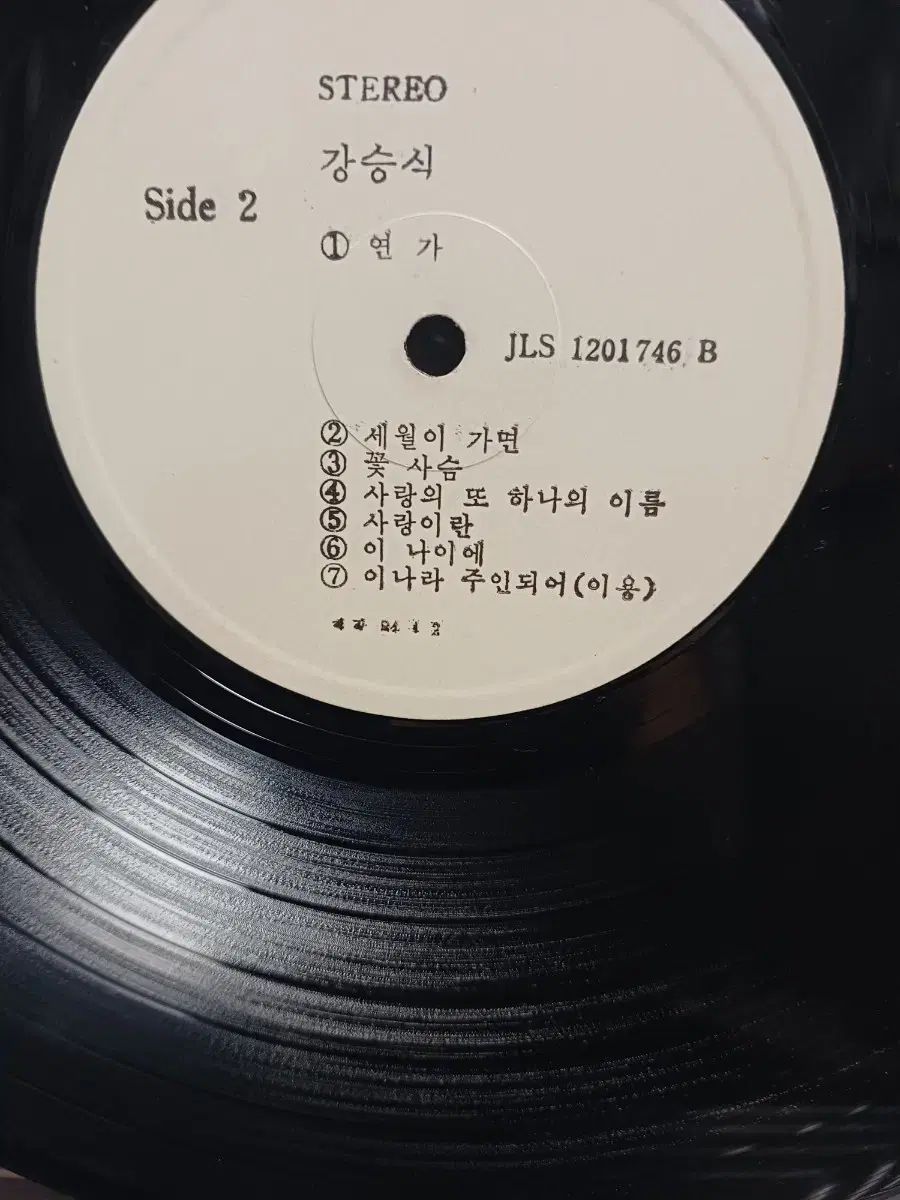 STEREO
강승식
Side 2
① 연 가
JLS 1201746 B
② 세월이 가면
③ 꽃 사슴
④ 사랑의 또 하나의 이름
⑤ 사랑이란
⑥ 이 나이에
⑦ 이나라 주인되어(이용)